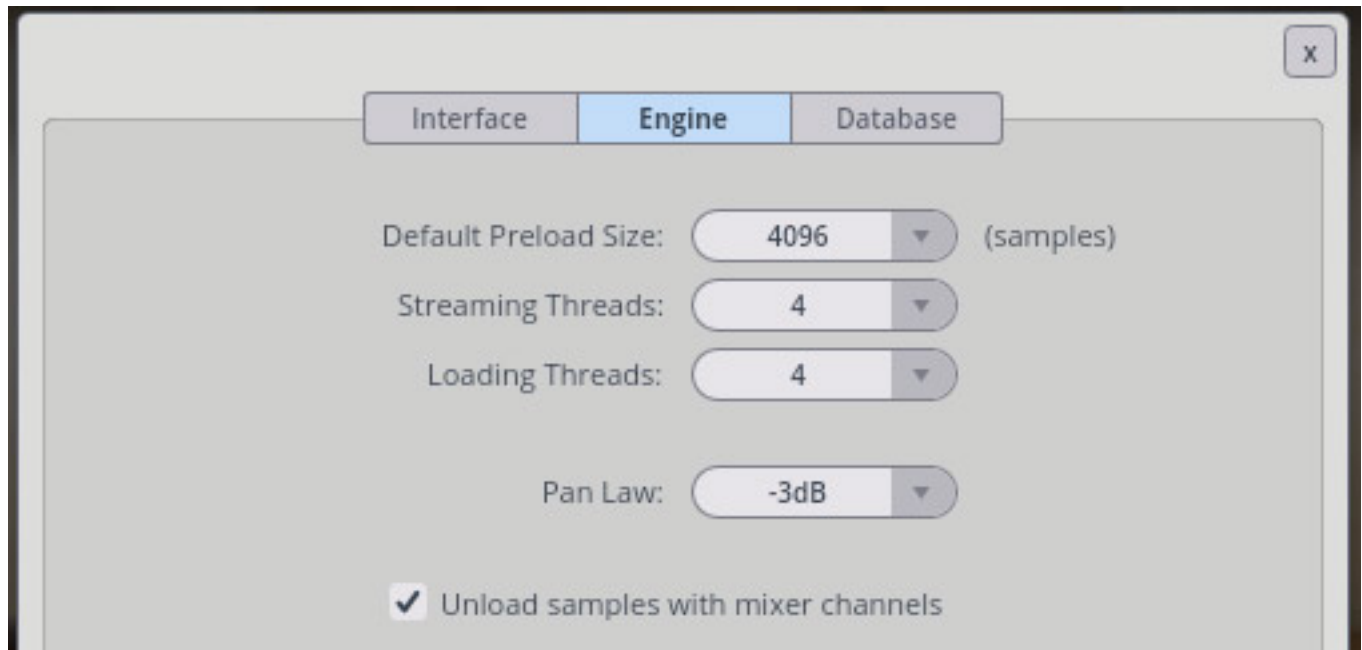 x
Interface Engine Database
Default Preload Size: 4096 (samples)
Streaming Threads: 4
Loading Threads: 4
Pan Law: -3dB
Unload samples with mixer channels